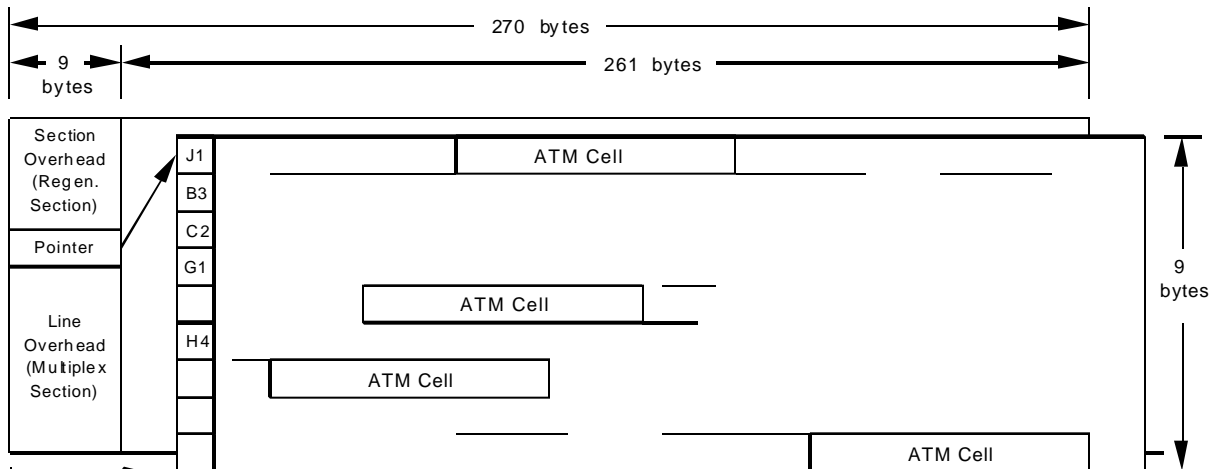 270 bytes
9
bytes
261 bytes
Section
Overhead
(Regen.
Section)
Pointer
Line
Overhead
(Multiplex
Section)
J1
B3
C2
G1
H4
ATM Cell
ATM Cell
ATM Cell
ATM Cell
9
bytes